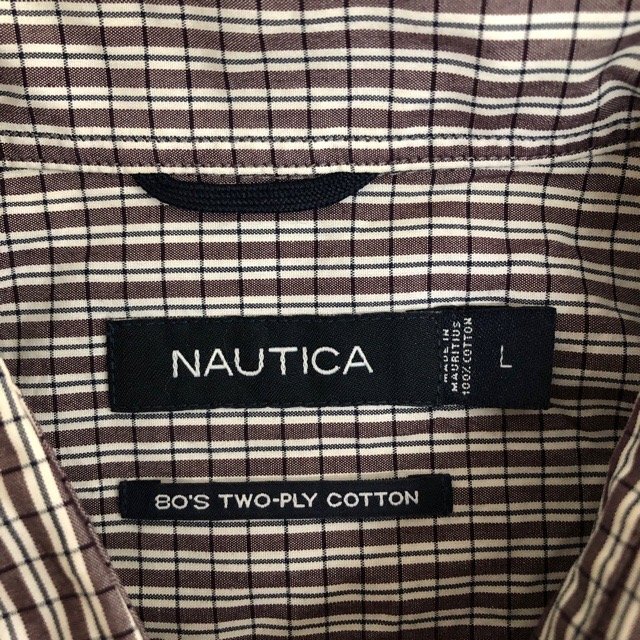 NAUTICA
MADE IN
MAURITIUS
100% COTTON
L
80'S TWO-PLY COTTON